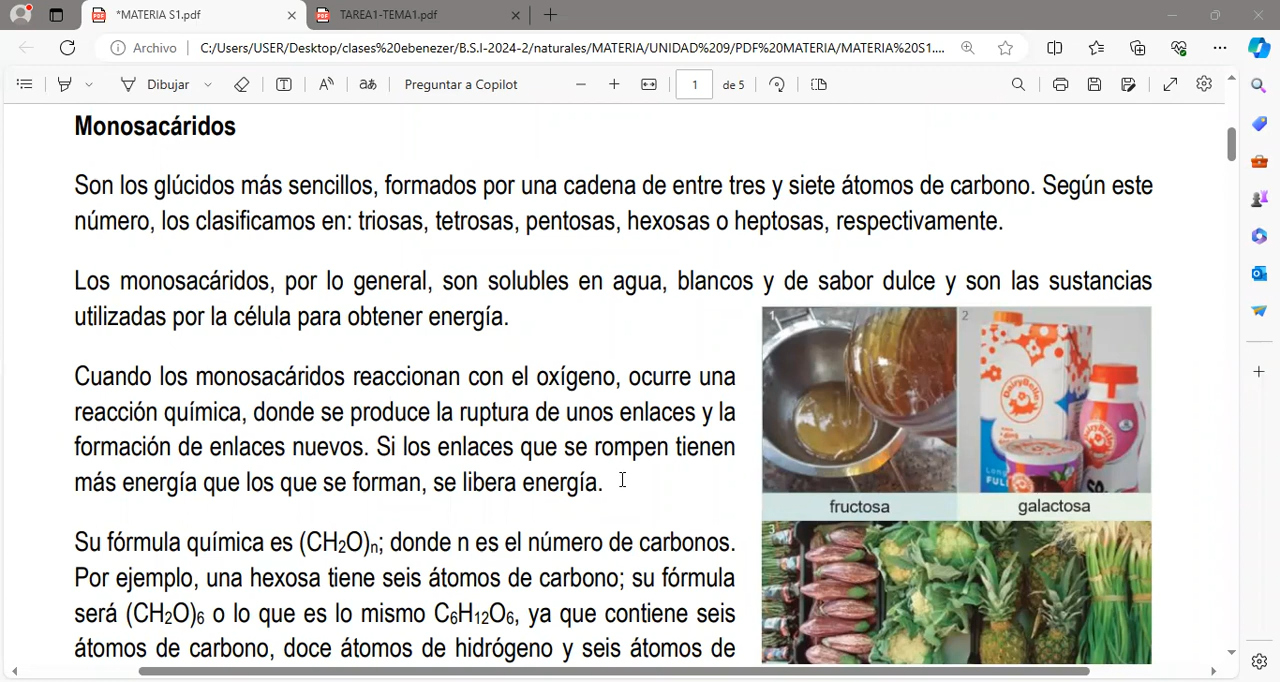 *MATERIA S1.pdf
TAREA1-TEMA1.pdf
Archivo
C:/Users/USER/Desktop/clases%20ebenezer/B.S.I-2024-2/naturales/MATERIA/UNIDAD%209/PDF%20MATERIA/MATERIA%20S1....
Dibujar
aあ
Preguntar a Copilot
1
de 5
Monosacáridos
Son los glúcidos más sencillos, formados por una cadena de entre tres y siete átomos de carbono. Según este
número, los clasificamos en: triosas, tetrosas, pentosas, hexosas o heptosas, respectivamente.
Los monosacáridos, por lo general, son solubles en agua, blancos y de sabor dulce y son las sustancias
utilizadas por la célula para obtener energía.
Cuando los monosacáridos reaccionan con el oxígeno, ocurre una
reacción química, donde se produce la ruptura de unos enlaces y la
formación de enlaces nuevos. Si los enlaces que se rompen tienen
más energía que los que se forman, se libera energía.
Su fórmula química es (CH2O)n; donde n es el número de carbonos.
Por ejemplo, una hexosa tiene seis átomos de carbono; su fórmula
será (CH2O)6 o lo que es lo mismo C6H12O6, ya que contiene seis
átomos de carbono, doce átomos de hidrógeno y seis átomos de
1
2
DairyBelle
fructosa
galactosa
3